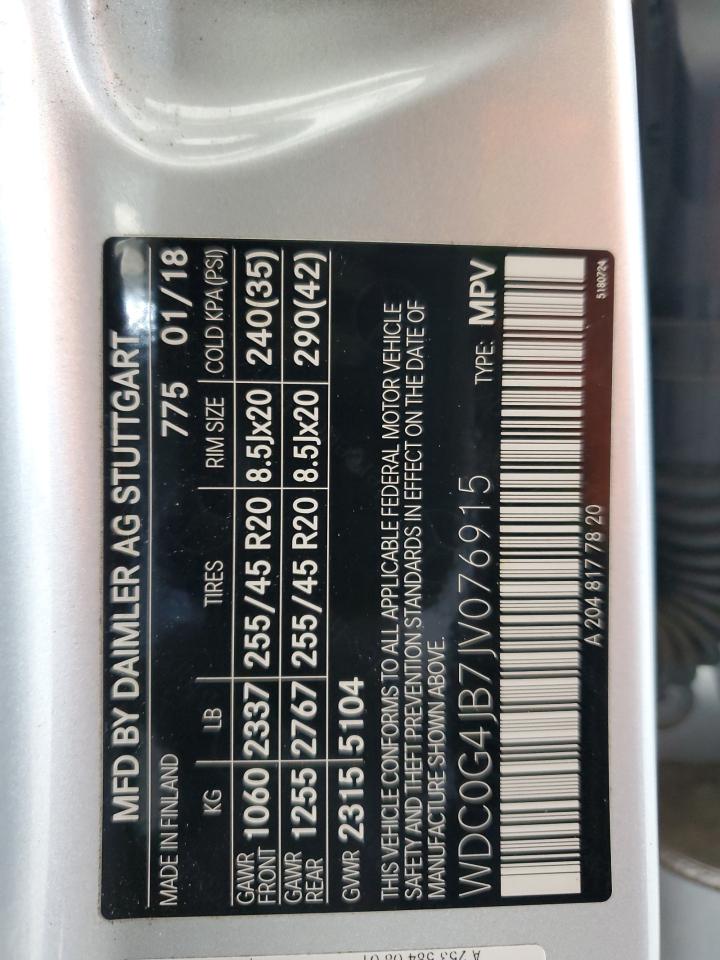 MFD BY DAIMLER AG STUTTGART
MADE IN FINLAND 775 01/18
KG LB TIRES RIM SIZE COLD KPA(PSI)
GAWR FRONT 1060 2337 255/45 R20 8.5Jx20 240(35)
GAWR REAR 1255 2767 255/45 R20 8.5Jx20 290(42)
GVWR 2315 5104
THIS VEHICLE CONFORMS TO ALL APPLICABLE FEDERAL MOTOR VEHICLE
SAFETY AND THEFT PREVENTION STANDARDS IN EFFECT ON THE DATE OF
MANUFACTURE SHOWN ABOVE.
WDC0G4JB7JV076915 TYPE: MPV
A 204 817 78 20
5180724